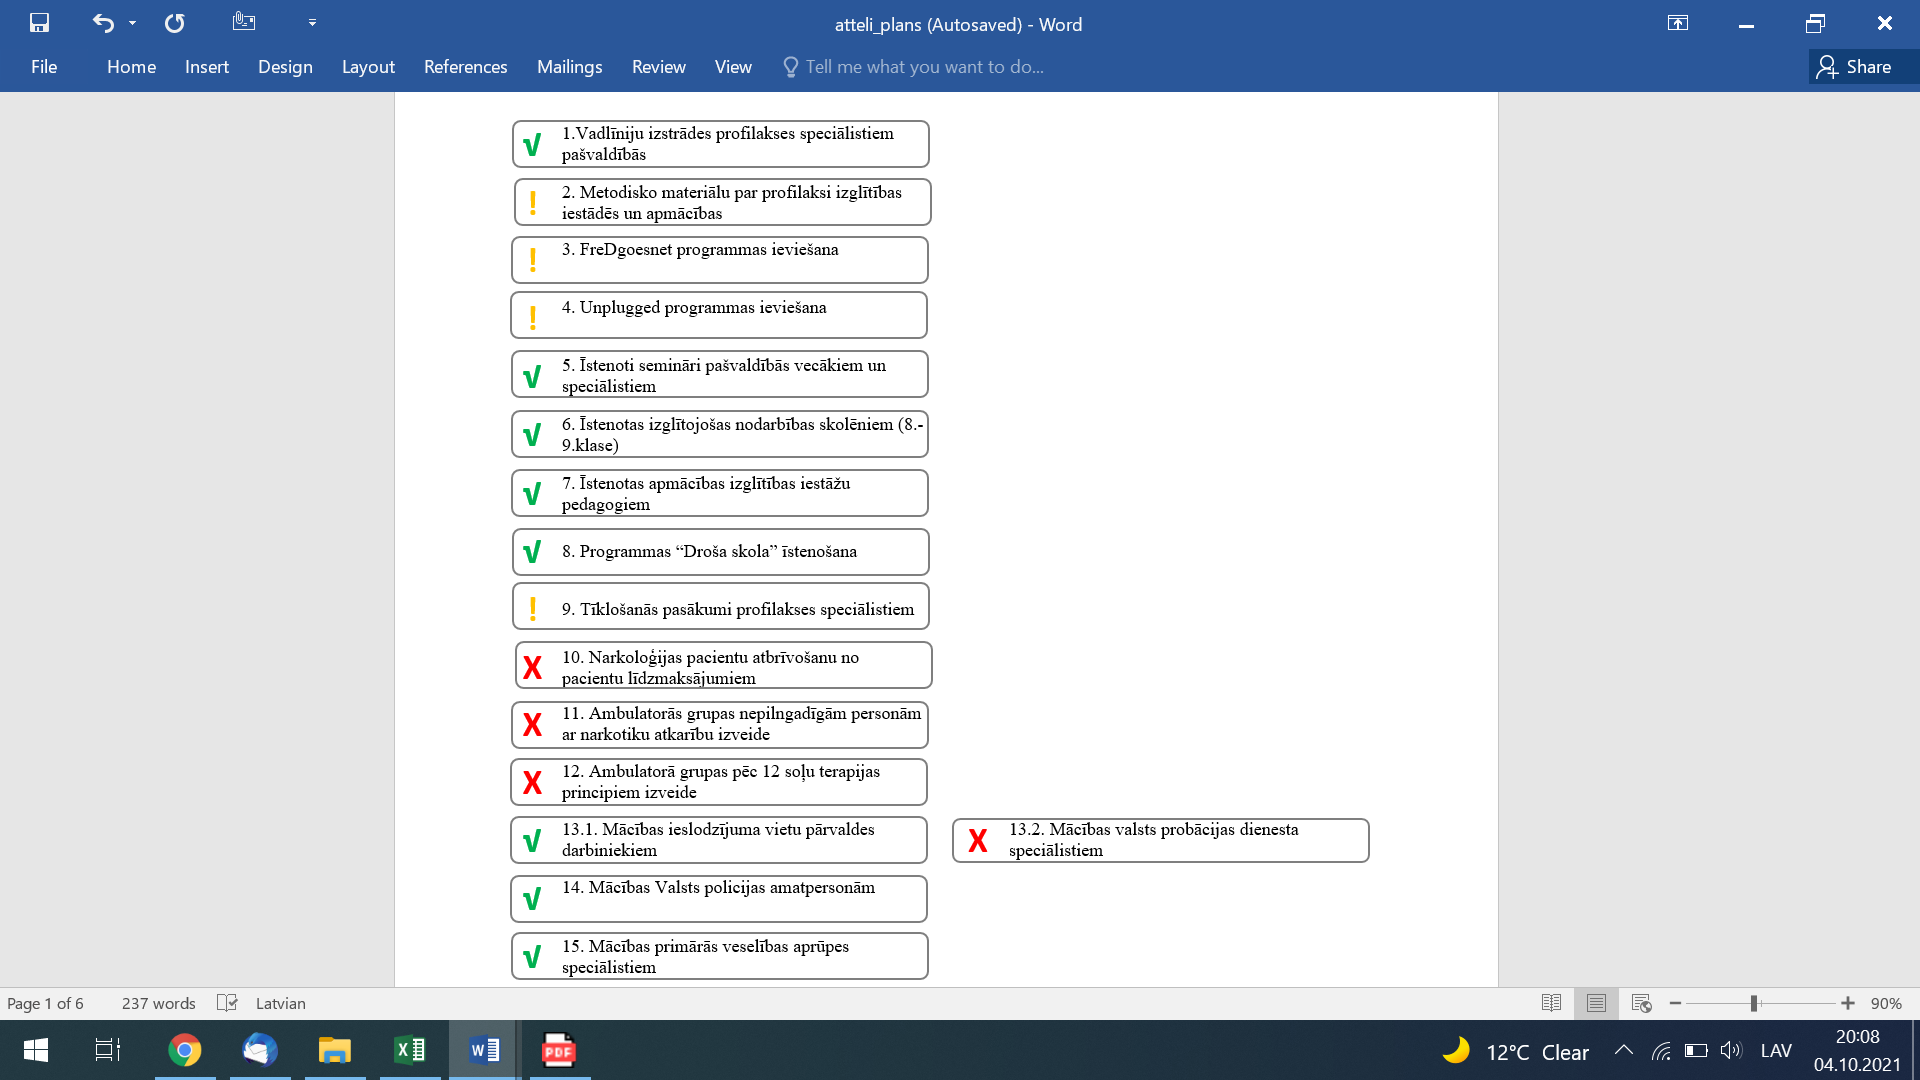 atteli_plans (Autosaved) - Word
File Home Insert Design Layout References Mailings Review View Tell me what you want to do... Share
√ 1.Vadlīniju izstrādes profilakses speciālistiem
pašvaldībās
! 2. Metodisko materiālu par profilaksi izglītības
iestādēs un apmācības
! 3. FreDgoesnet programmas ieviešana
! 4. Unplugged programmas ieviešana
√ 5. Īstenoti semināri pašvaldībās vecākiem un
speciālistiem
√ 6. Īstenotas izglītojošas nodarbības skolēniem (8.-
9.klase)
√ 7. Īstenotas apmācības izglītības iestāžu
pedagogiem
√ 8. Programmas “Droša skola” īstenošana
! 9. Tīklošanās pasākumi profilakses speciālistiem
X 10. Narkoloģijas pacientu atbrīvošanu no
pacientu līdzmaksājumiem
X 11. Ambulatorās grupas nepilngadīgām personām
ar narkotiku atkarību izveide
X 12. Ambulatorā grupas pēc 12 soļu terapijas
principiem izveide
√ 13.1. Mācības ieslodzījuma vietu pārvaldes
darbiniekiem
X 13.2. Mācības valsts probācijas dienesta
speciālistiem
√ 14. Mācības Valsts policijas amatpersonām
√ 15. Mācības primārās veselības aprūpes
speciālistiem
Page 1 of 6 237 words Latvian 90%
PDF
12°C Clear LAV
20:08
04.10.2021